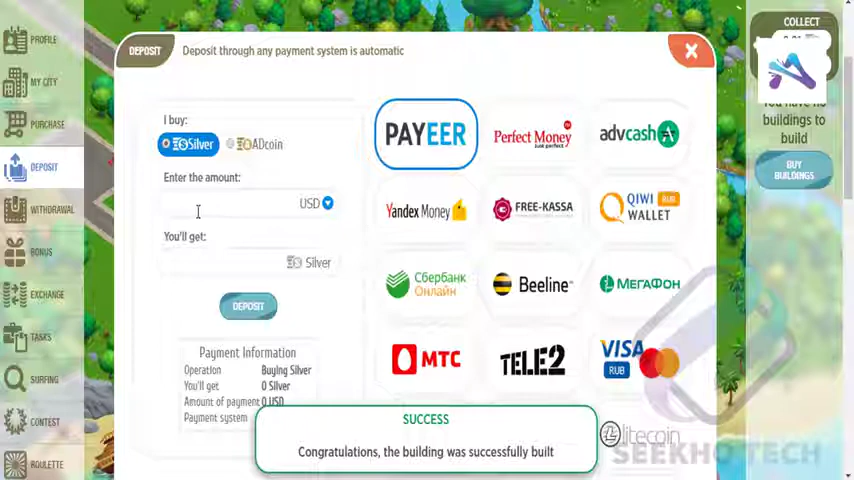 PROFILE
MY CITY
PURCHASE
DEPOSIT
WITHDRAWAL
BONUS
EXCHANGE
TASKS
SURFING
CONTEST
ROULETTE
DEPOSIT
Deposit through any payment system is automatic
I buy:
Silver
ADcoin
Enter the amount:
USD
You'll get:
Silver
DEPOSIT
Payment Information
Operation Buying Silver
You'll get 0 Silver
Amount of payment 0 USD
Payment system
PAYEER
Perfect Money
advcash
Yandex Money
FREE-KASSA
QIWI WALLET RUB
Сбербанк
Онлайн
Beeline
МЕГАФОН
МТС
TELE2
VISA
RUB
litecoin
SUCCESS
Congratulations, the building was successfully built
COLLECT
You have no
buildings to
build
BUY
BUILDINGS
SEEKHO TECH